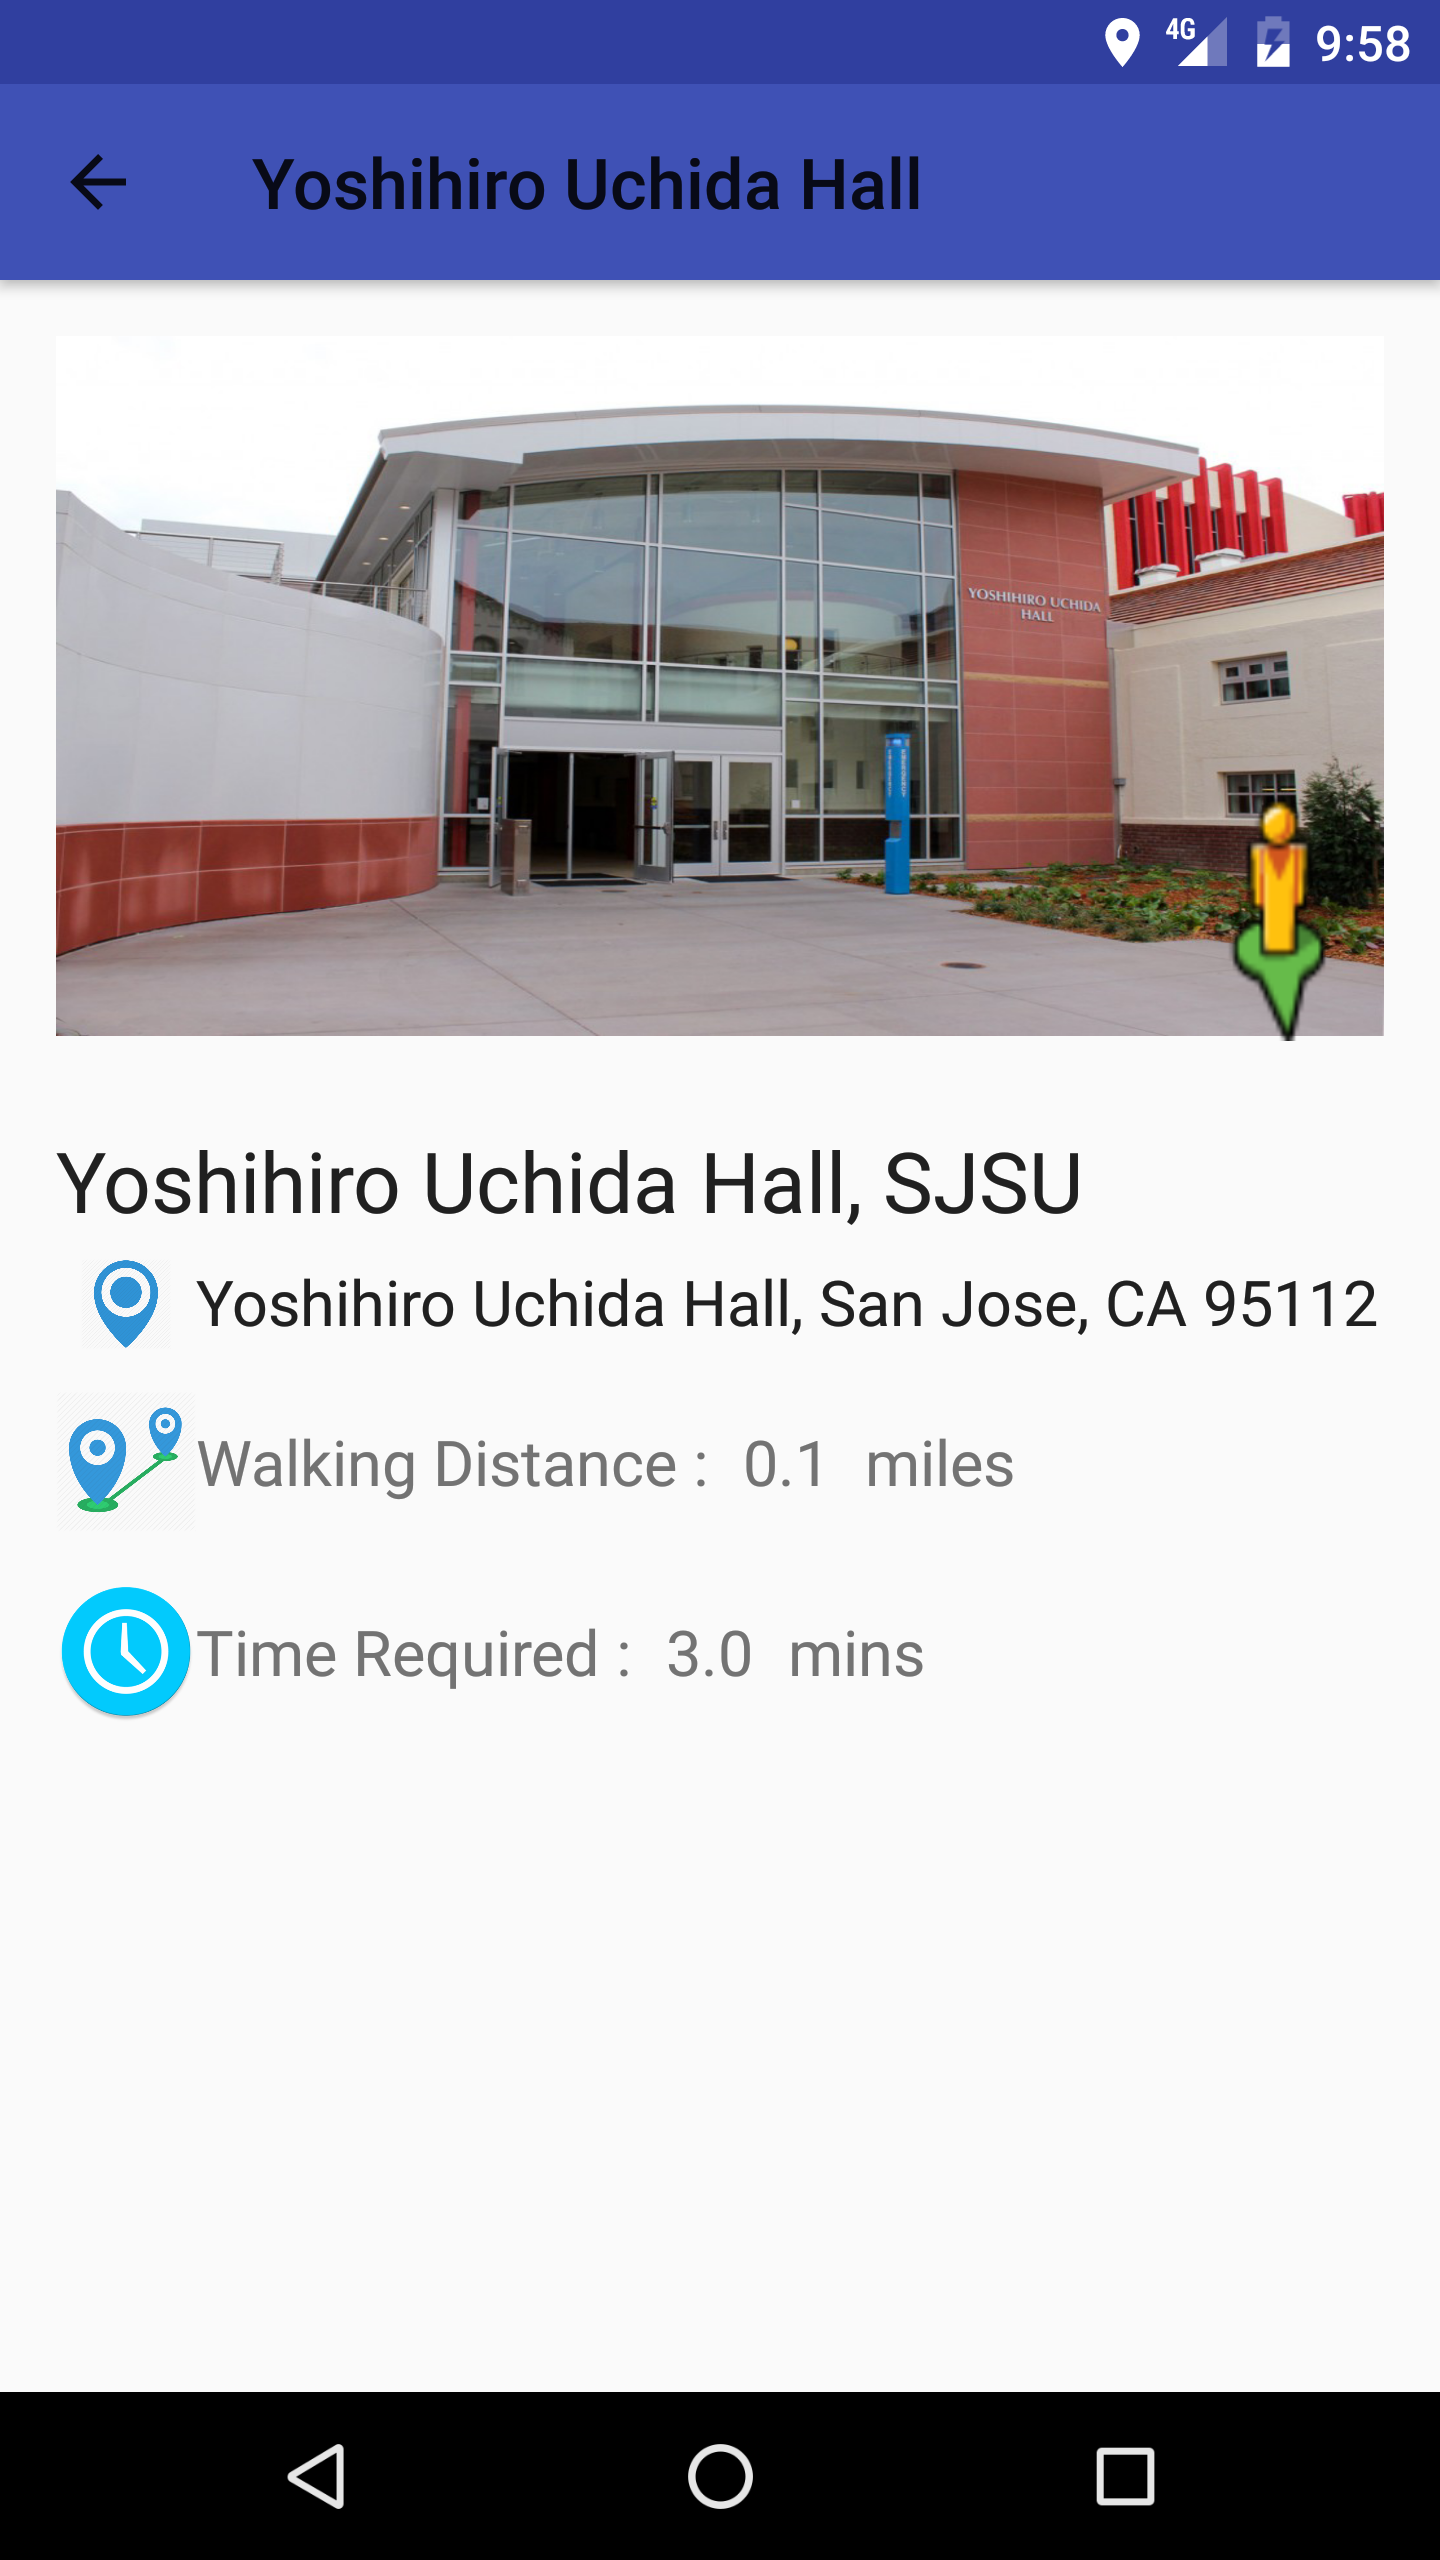 4G 9:58
Yoshihiro Uchida Hall
YOSHIHIRO UCHIDA
HALL
EMERGENCY
Yoshihiro Uchida Hall, SJSU
Yoshihiro Uchida Hall, San Jose, CA 95112
Walking Distance : 0.1 miles
Time Required : 3.0 mins